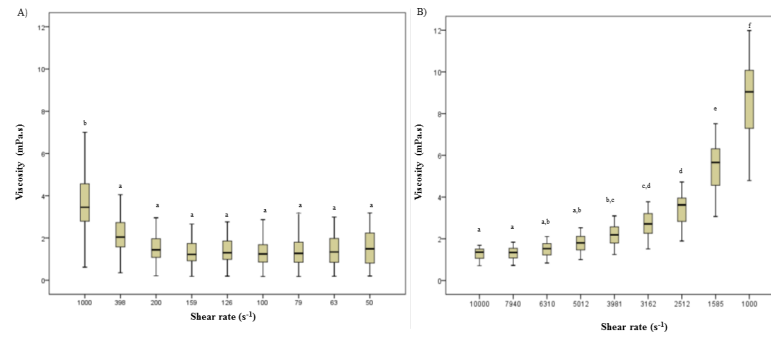 A)
12
10
8
6
4
2
0
Viscosity (mPa.s)
b
a
a
a
a
a
a
a
a
1000 398 200 159 126 100 79 63 50
Shear rate (s-1)
B)
12
10
8
6
4
2
0
Viscosity (mPa.s)
a
a
a,b
a,b
b,c
c,d
d
e
f
10000 7940 6310 5012 3981 3162 2512 1585 1000
Shear rate (s-1)